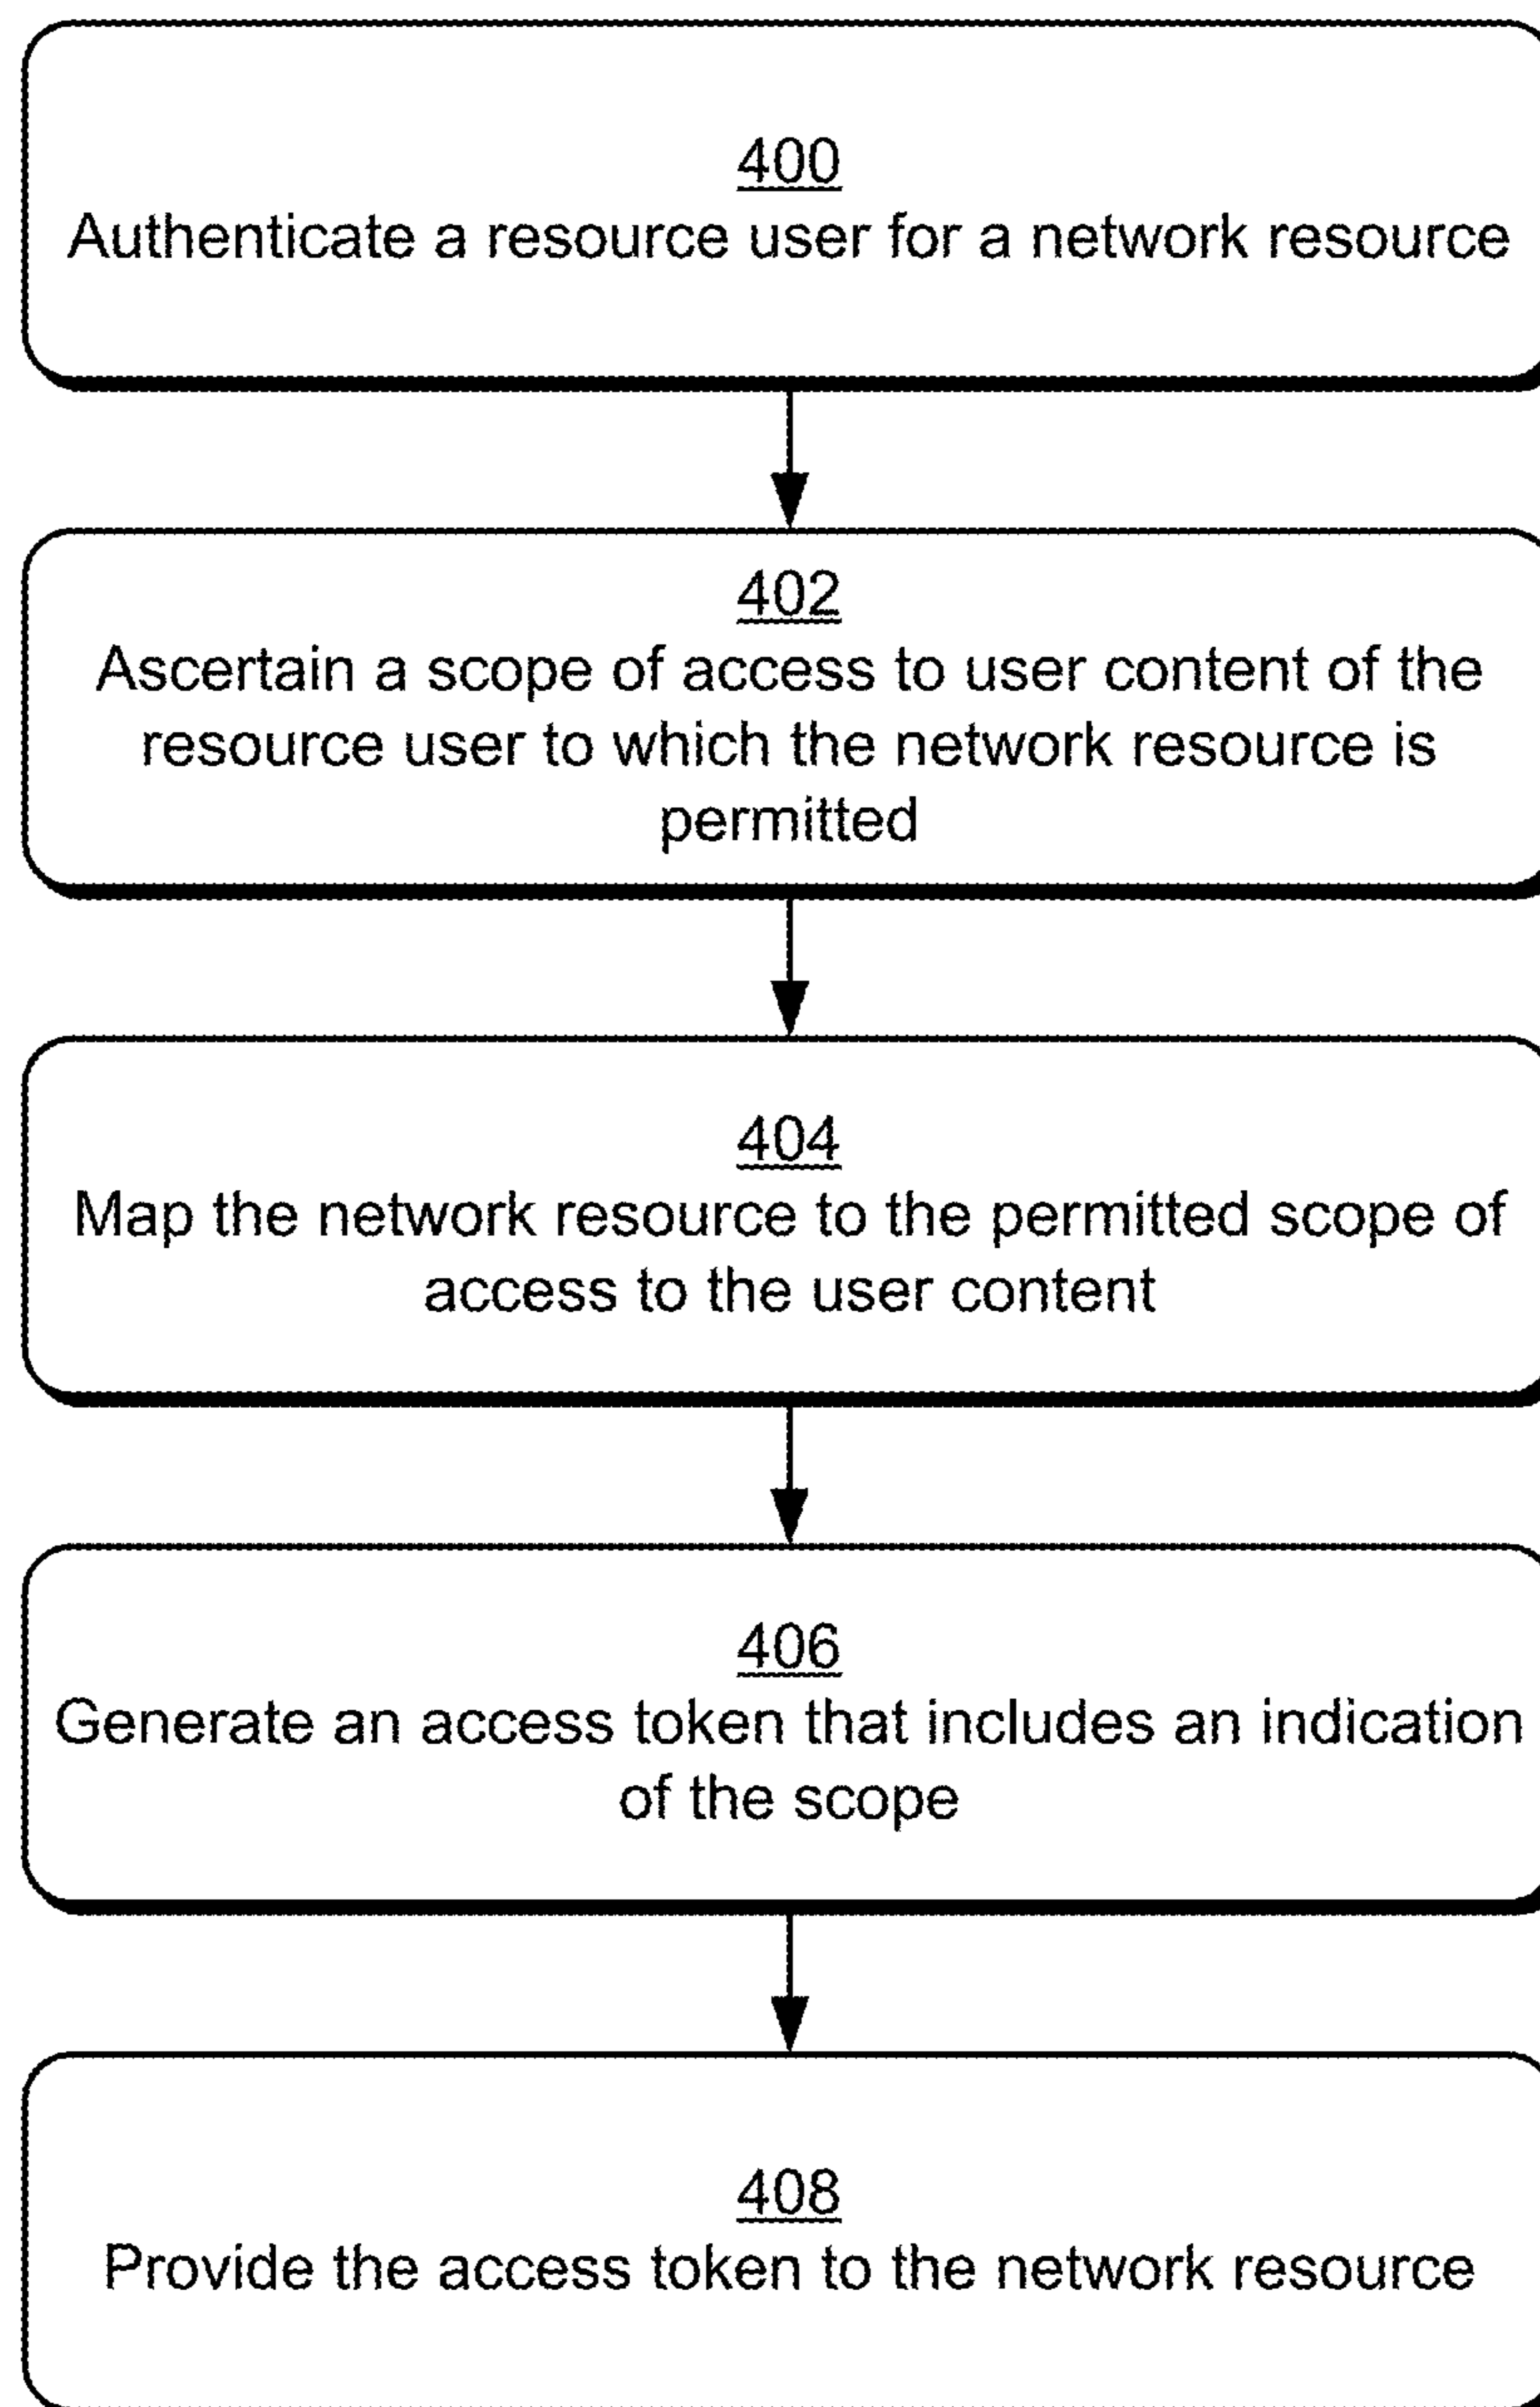 400
Authenticate a resource user for a network resource
402
Ascertain a scope of access to user content of the
resource user to which the network resource is
permitted
404
Map the network resource to the permitted scope of
access to the user content
406
Generate an access token that includes an indication
of the scope
408
Provide the access token to the network resource